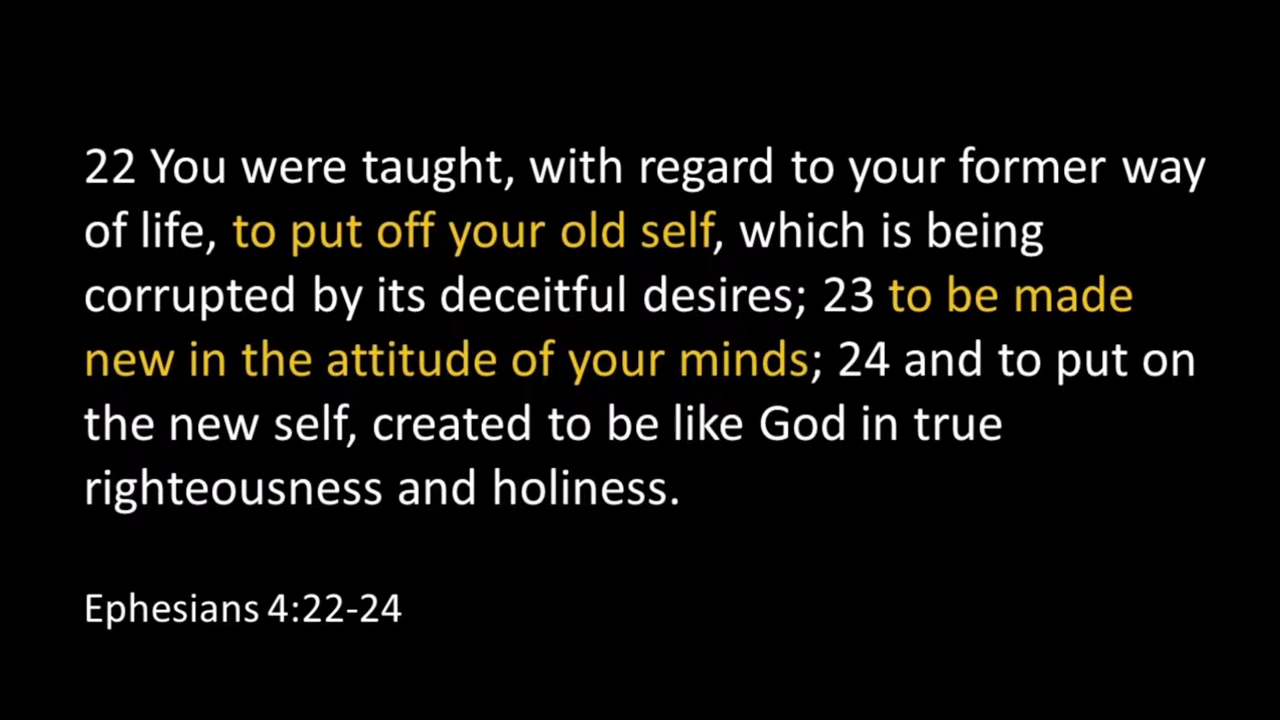 22 You were taught, with regard to your former way
of life, to put off your old self, which is being
corrupted by its deceitful desires; 23 to be made
new in the attitude of your minds; 24 and to put on
the new self, created to be like God in true
righteousness and holiness.
Ephesians 4:22-24